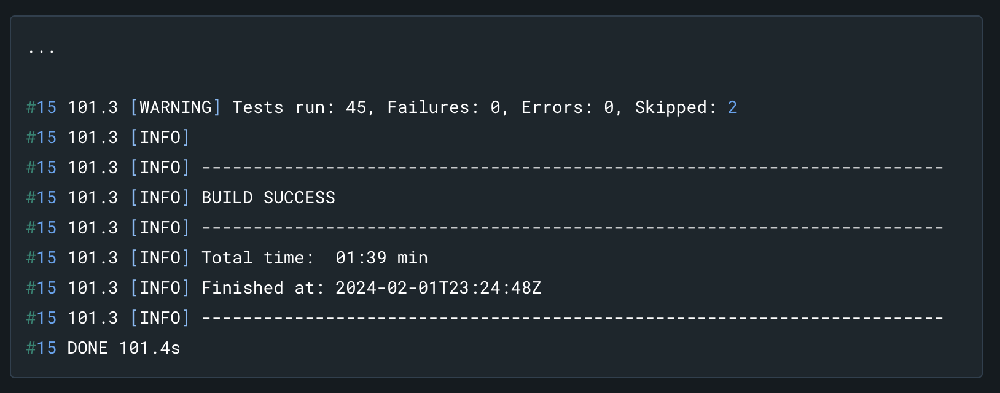 ...
#15 101.3 [WARNING] Tests run: 45, Failures: 0, Errors: 0, Skipped: 2
#15 101.3 [INFO]
#15 101.3 [INFO] ------------------------------------------------------------------------
#15 101.3 [INFO] BUILD SUCCESS
#15 101.3 [INFO] ------------------------------------------------------------------------
#15 101.3 [INFO] Total time:  01:39 min
#15 101.3 [INFO] Finished at: 2024-02-01T23:24:48Z
#15 101.3 [INFO] ------------------------------------------------------------------------
#15 DONE 101.4s